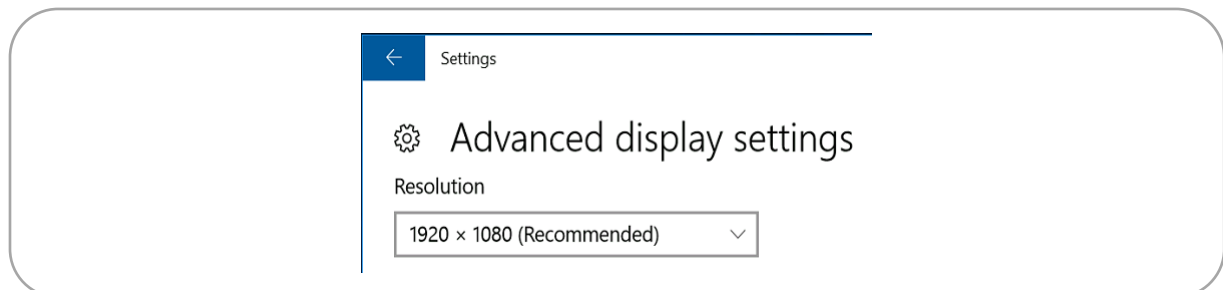 Settings
Advanced display settings
Resolution
1920 × 1080 (Recommended)